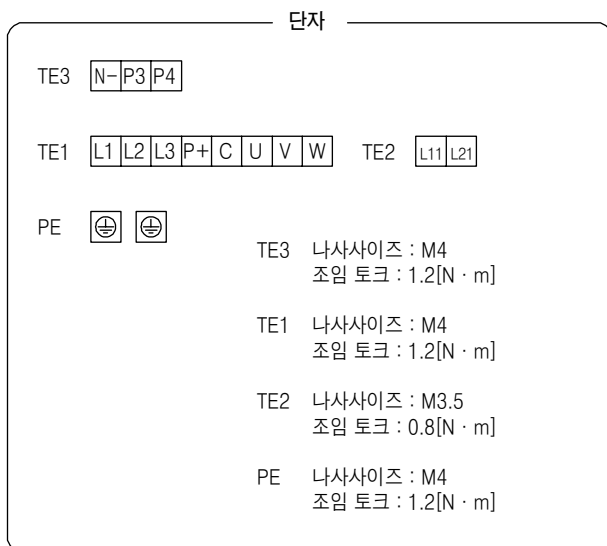 단자
TE3 N- P3 P4
TE1 L1 L2 L3 P+ C U V W TE2 L11 L21
PE
TE3 나사사이즈 : M4
조임 토크 : 1.2[N · m]
TE1 나사사이즈 : M4
조임 토크 : 1.2[N · m]
TE2 나사사이즈 : M3.5
조임 토크 : 0.8[N · m]
PE 나사사이즈 : M4
조임 토크 : 1.2[N · m]